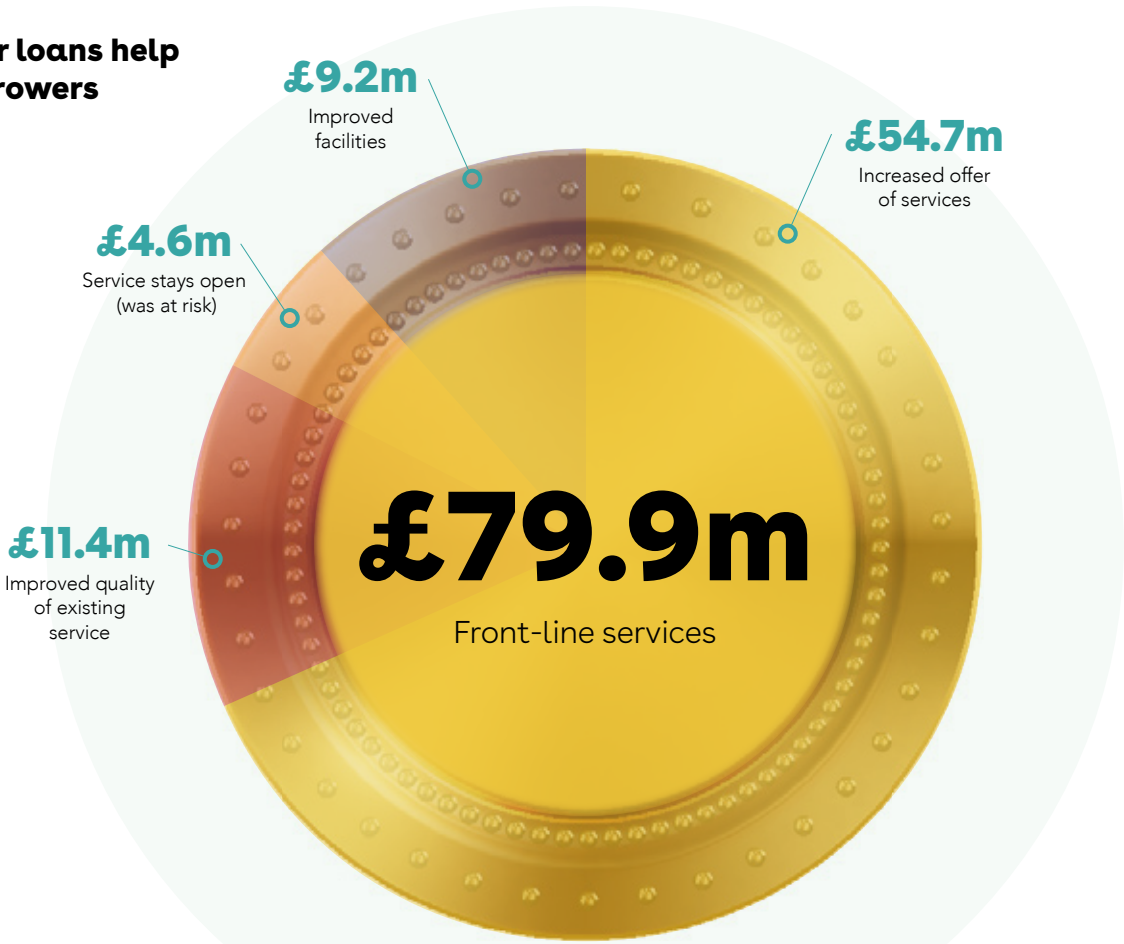 r loans help
rowers
£9.2m
Improved
facilities
£54.7m
Increased offer
of services
£4.6m
Service stays open
(was at risk)
£11.4m
Improved quality
of existing
service
£79.9m
Front-line services